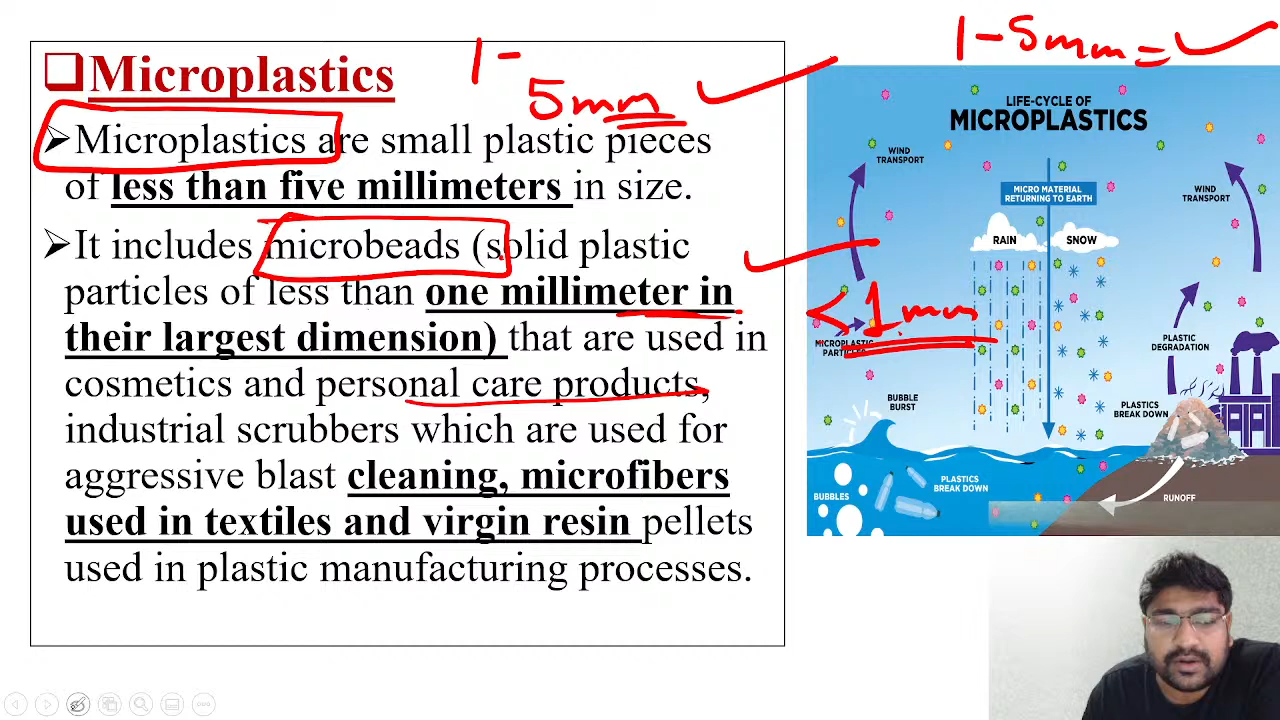 1-5mm=
1-
5mm
Microplastics
Microplastics are small plastic pieces
of less than five millimeters in size.
It includes microbeads (solid plastic
particles of less than one millimeter in
their largest dimension) that are used in
cosmetics and personal care products,
industrial scrubbers which are used for
aggressive blast cleaning, microfibers
used in textiles and virgin resin pellets
used in plastic manufacturing processes.
LIFE-CYCLE OF
MICROPLASTICS
WIND
TRANSPORT
MICRO MATERIAL
RETURNING TO EARTH
WIND
TRANSPORT
RAIN
SNOW
<1mm
MICROPLASTIC
PARTICLES
PLASTIC
DEGRADATION
BUBBLE
BURST
PLASTICS
BREAK DOWN
PLASTICS
BREAK DOWN
BUBBLES
RUNOFF